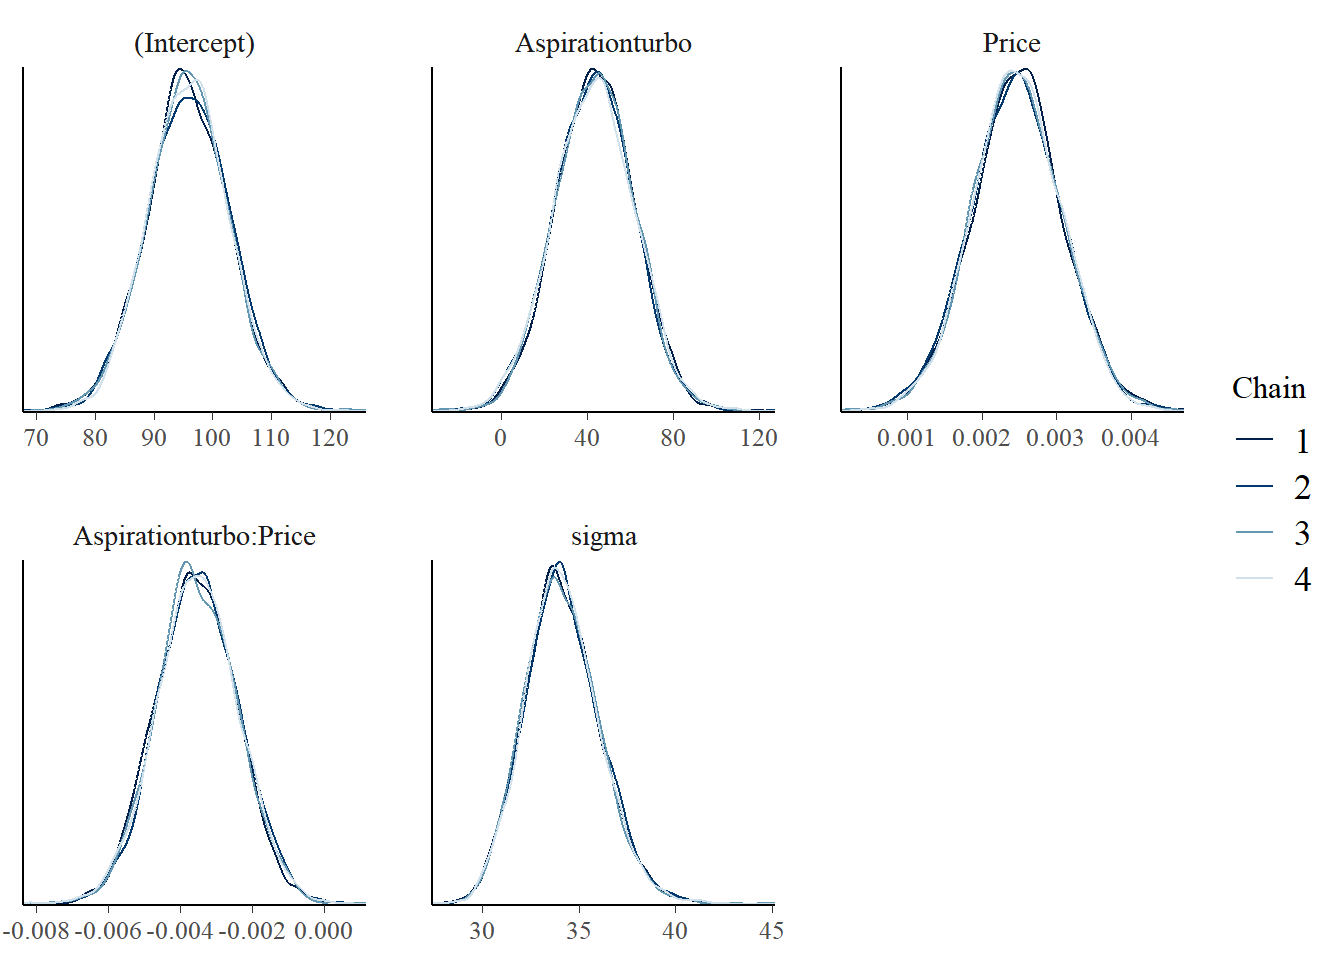 (Intercept)
Aspirationturbo
Price
70 80 90 100 110 120
0 40 80 120
0.001 0.002 0.003 0.004
Chain
1
2
3
4
Aspirationturbo:Price
sigma
-0.008 -0.006 -0.004 -0.002 0.000
30 35 40 45